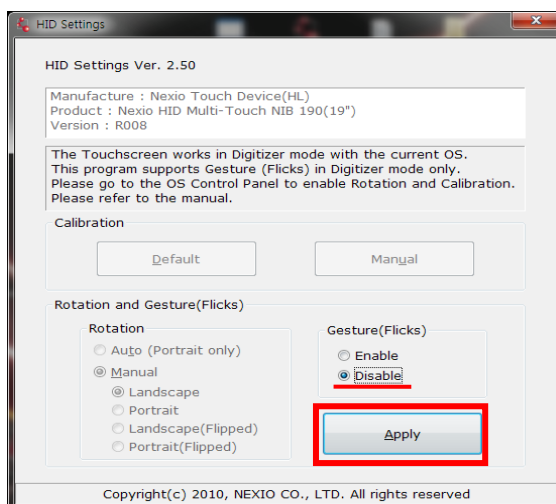 HID Settings
HID Settings Ver. 2.50
Manufacture : Nexio Touch Device(HL)
Product : Nexio HID Multi-Touch NIB 190(19")
Version : R008
The Touchscreen works in Digitizer mode with the current OS.
This program supports Gesture (Flicks) in Digitizer mode only.
Please go to the OS Control Panel to enable Rotation and Calibration.
Please refer to the manual.
Calibration
Default
Manual
Rotation and Gesture(Flicks)
Rotation
Auto (Portrait only)
Manual
Landscape
Portrait
Landscape(Flipped)
Portrait(Flipped)
Gesture(Flicks)
Enable
Disable
Apply
Copyright(c) 2010, NEXIO CO., LTD. All rights reserved